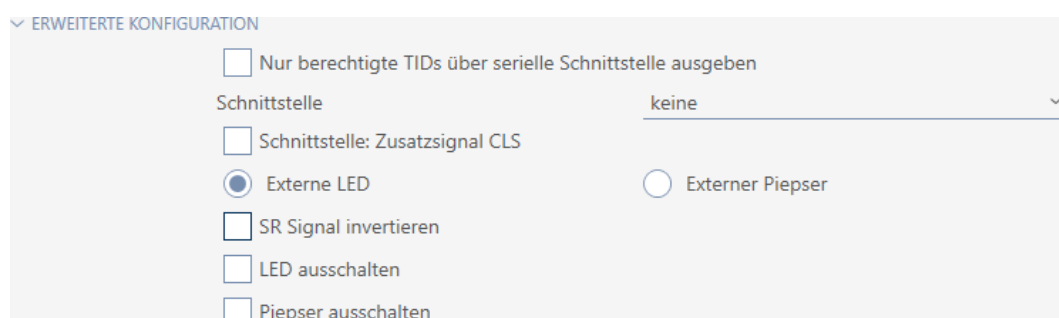 ERWEITERTE KONFIGURATION
Nur berechtigte TIDs über serielle Schnittstelle ausgeben
Schnittstelle keine
Schnittstelle: Zusatzsignal CLS
Externe LED Externer Piepser
SR Signal invertieren
LED ausschalten
Piepser ausschalten